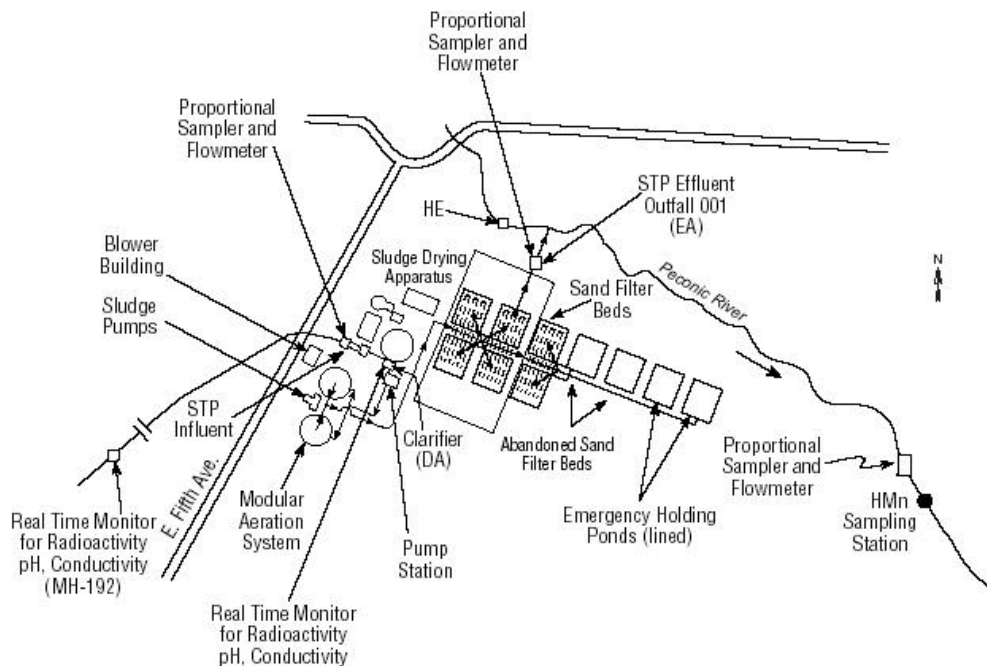 Proportional
Sampler and
Flowmeter
Proportional
Sampler and
Flowmeter
STP Effluent
Outfall 001
(EA)
HE
Blower
Building
Sludge Drying
Apparatus
Sand Filter
Beds
Peconic River
N
Sludge
Pumps
STP
Influent
Clarifier
(DA)
Abandoned Sand
Filter Beds
Proportional
Sampler and
Flowmeter
E. Fifth Ave.
Real Time Monitor
for Radioactivity
pH, Conductivity
(MH-192)
Modular
Aeration
System
Pump
Station
Emergency Holding
Ponds (lined)
HMn
Sampling
Station
Real Time Monitor
for Radioactivity
pH, Conductivity